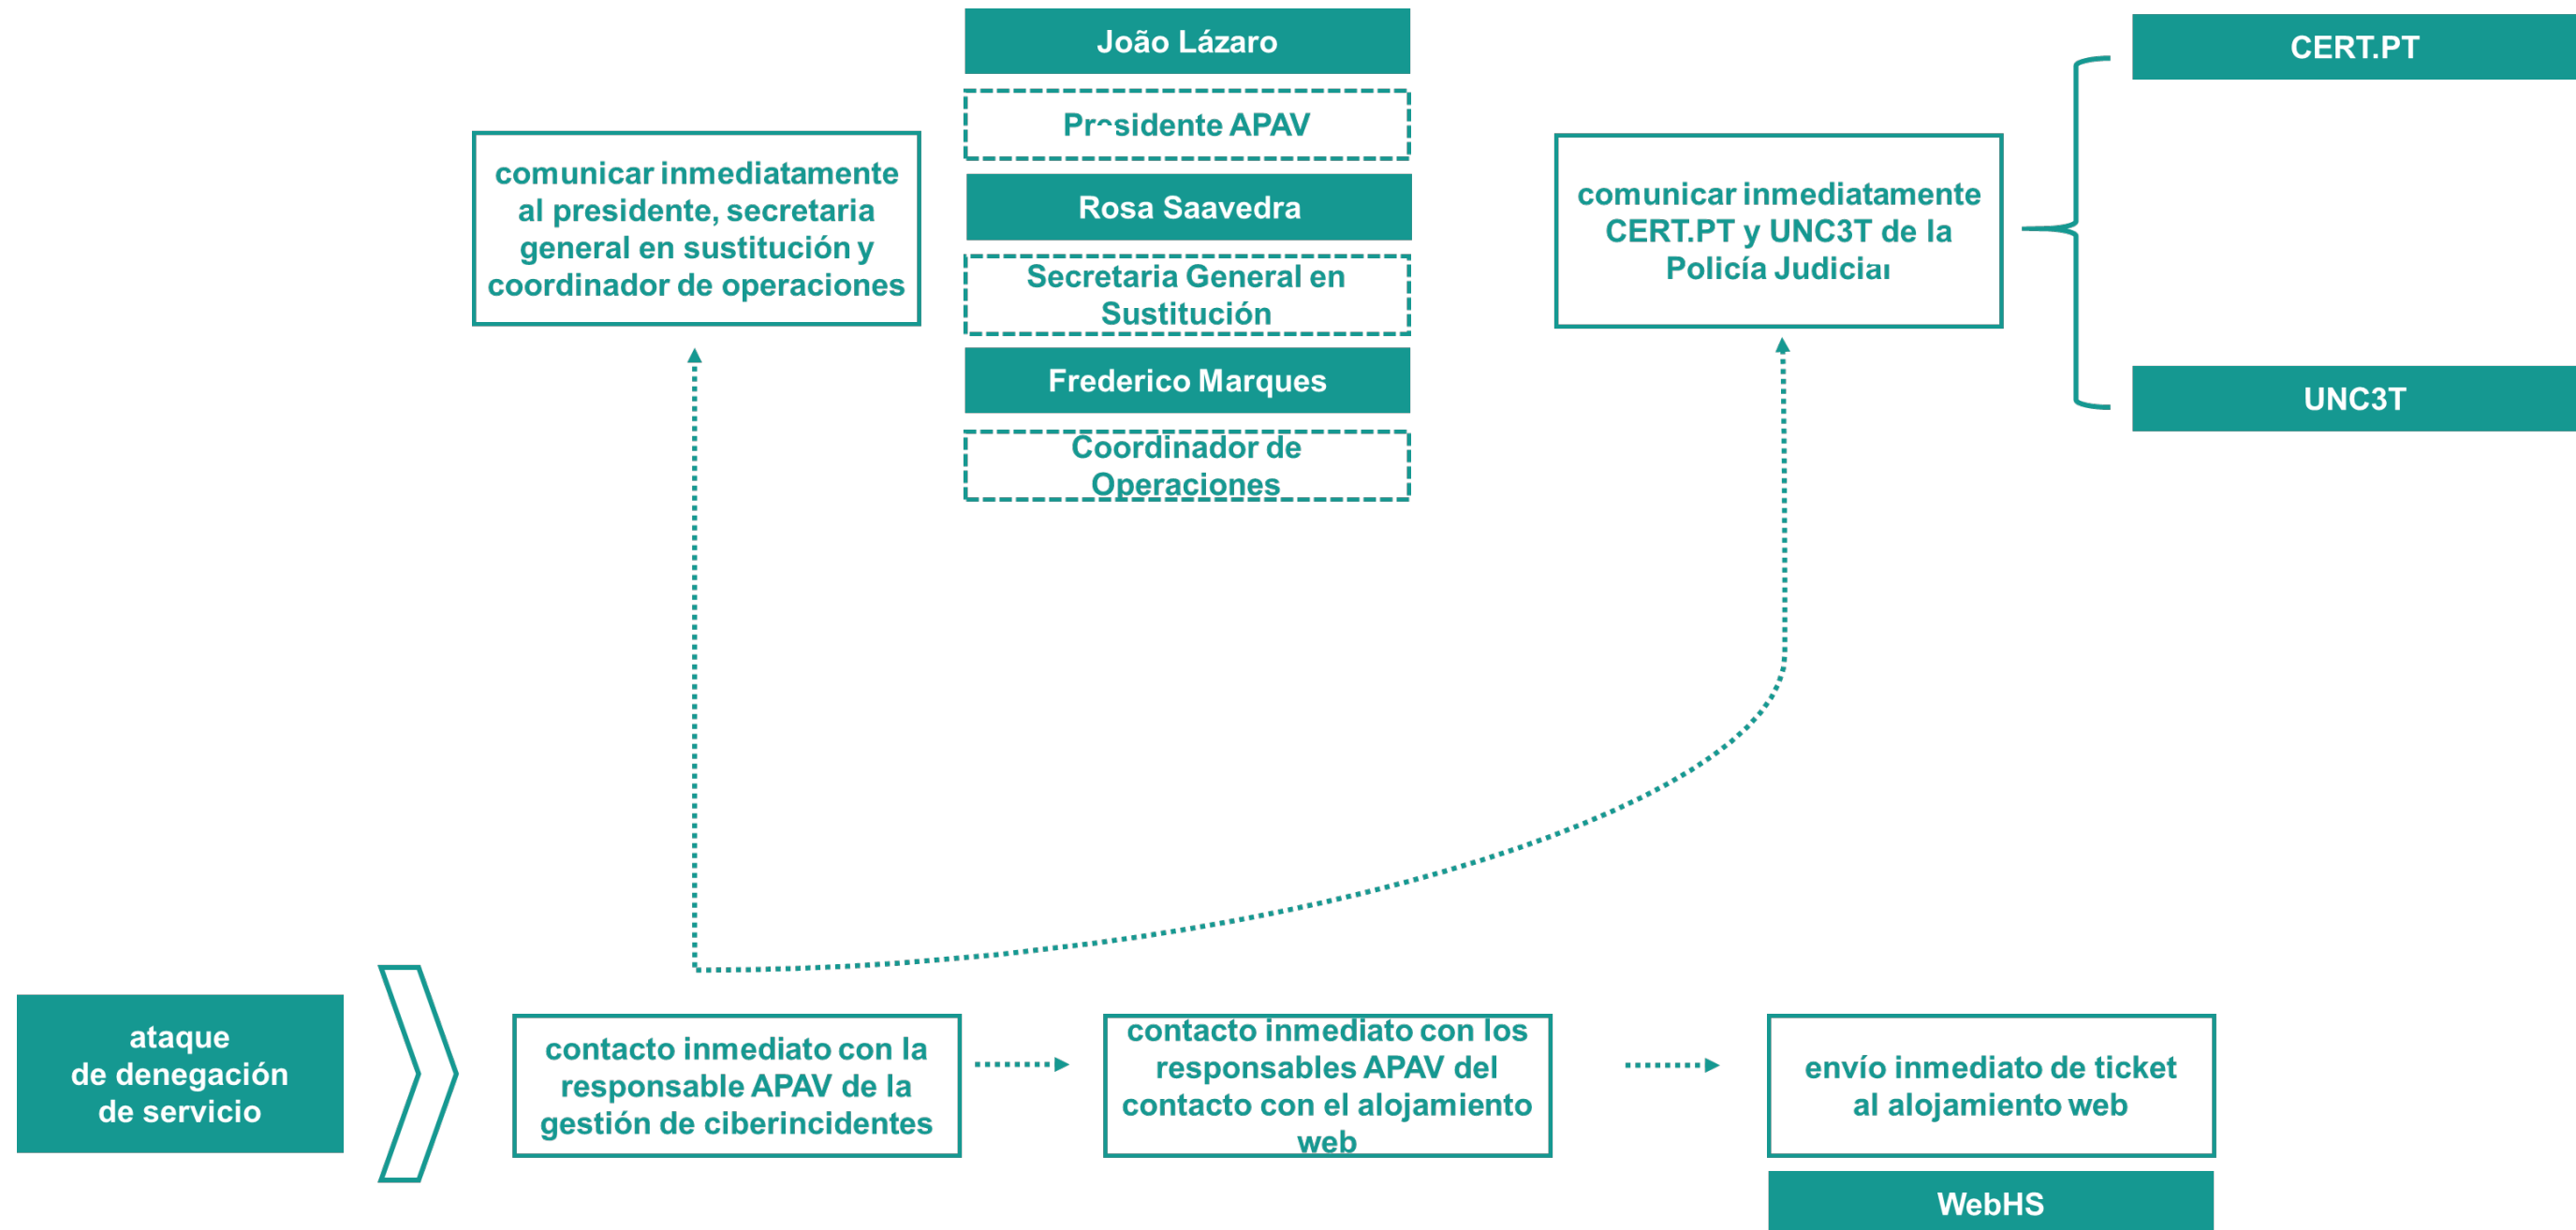 João Lázaro
Presidente APAV
Rosa Saavedra
Secretaria General en
Sustitución
Frederico Marques
Coordinador de
Operaciones
comunicar inmediatamente
al presidente, secretaria
general en sustitución y
coordinador de operaciones
comunicar inmediatamente
CERT.PT y UNC3T de la
Policía Judicial
CERT.PT
UNC3T
ataque
de denegación
de servicio
contacto inmediato con la
responsable APAV de la
gestión de ciberincidentes
contacto inmediato con los
responsables APAV del
contacto con el alojamiento
web
envío inmediato de ticket
al alojamiento web
WebHS